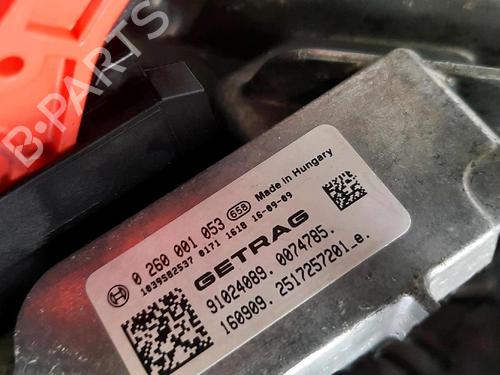 B-PARTS
0 260 001 053 658 Made in Hungary
1039S82537 0171 1618 16-09-09
GETRAG
91024089. 0074785.
160909. 2517257201_e.